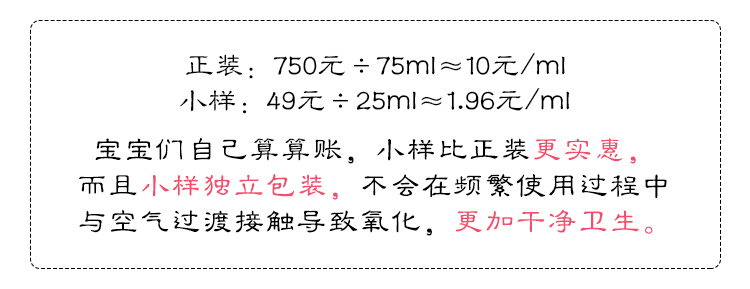 正装：750元÷75ml≈10元/ml
小样：49元÷25ml≈1.96元/ml
宝宝们自己算算账，小样比正装更实惠，
而且小样独立包装，不会在频繁使用过程中
与空气过渡接触导致氧化，更加干净卫生。